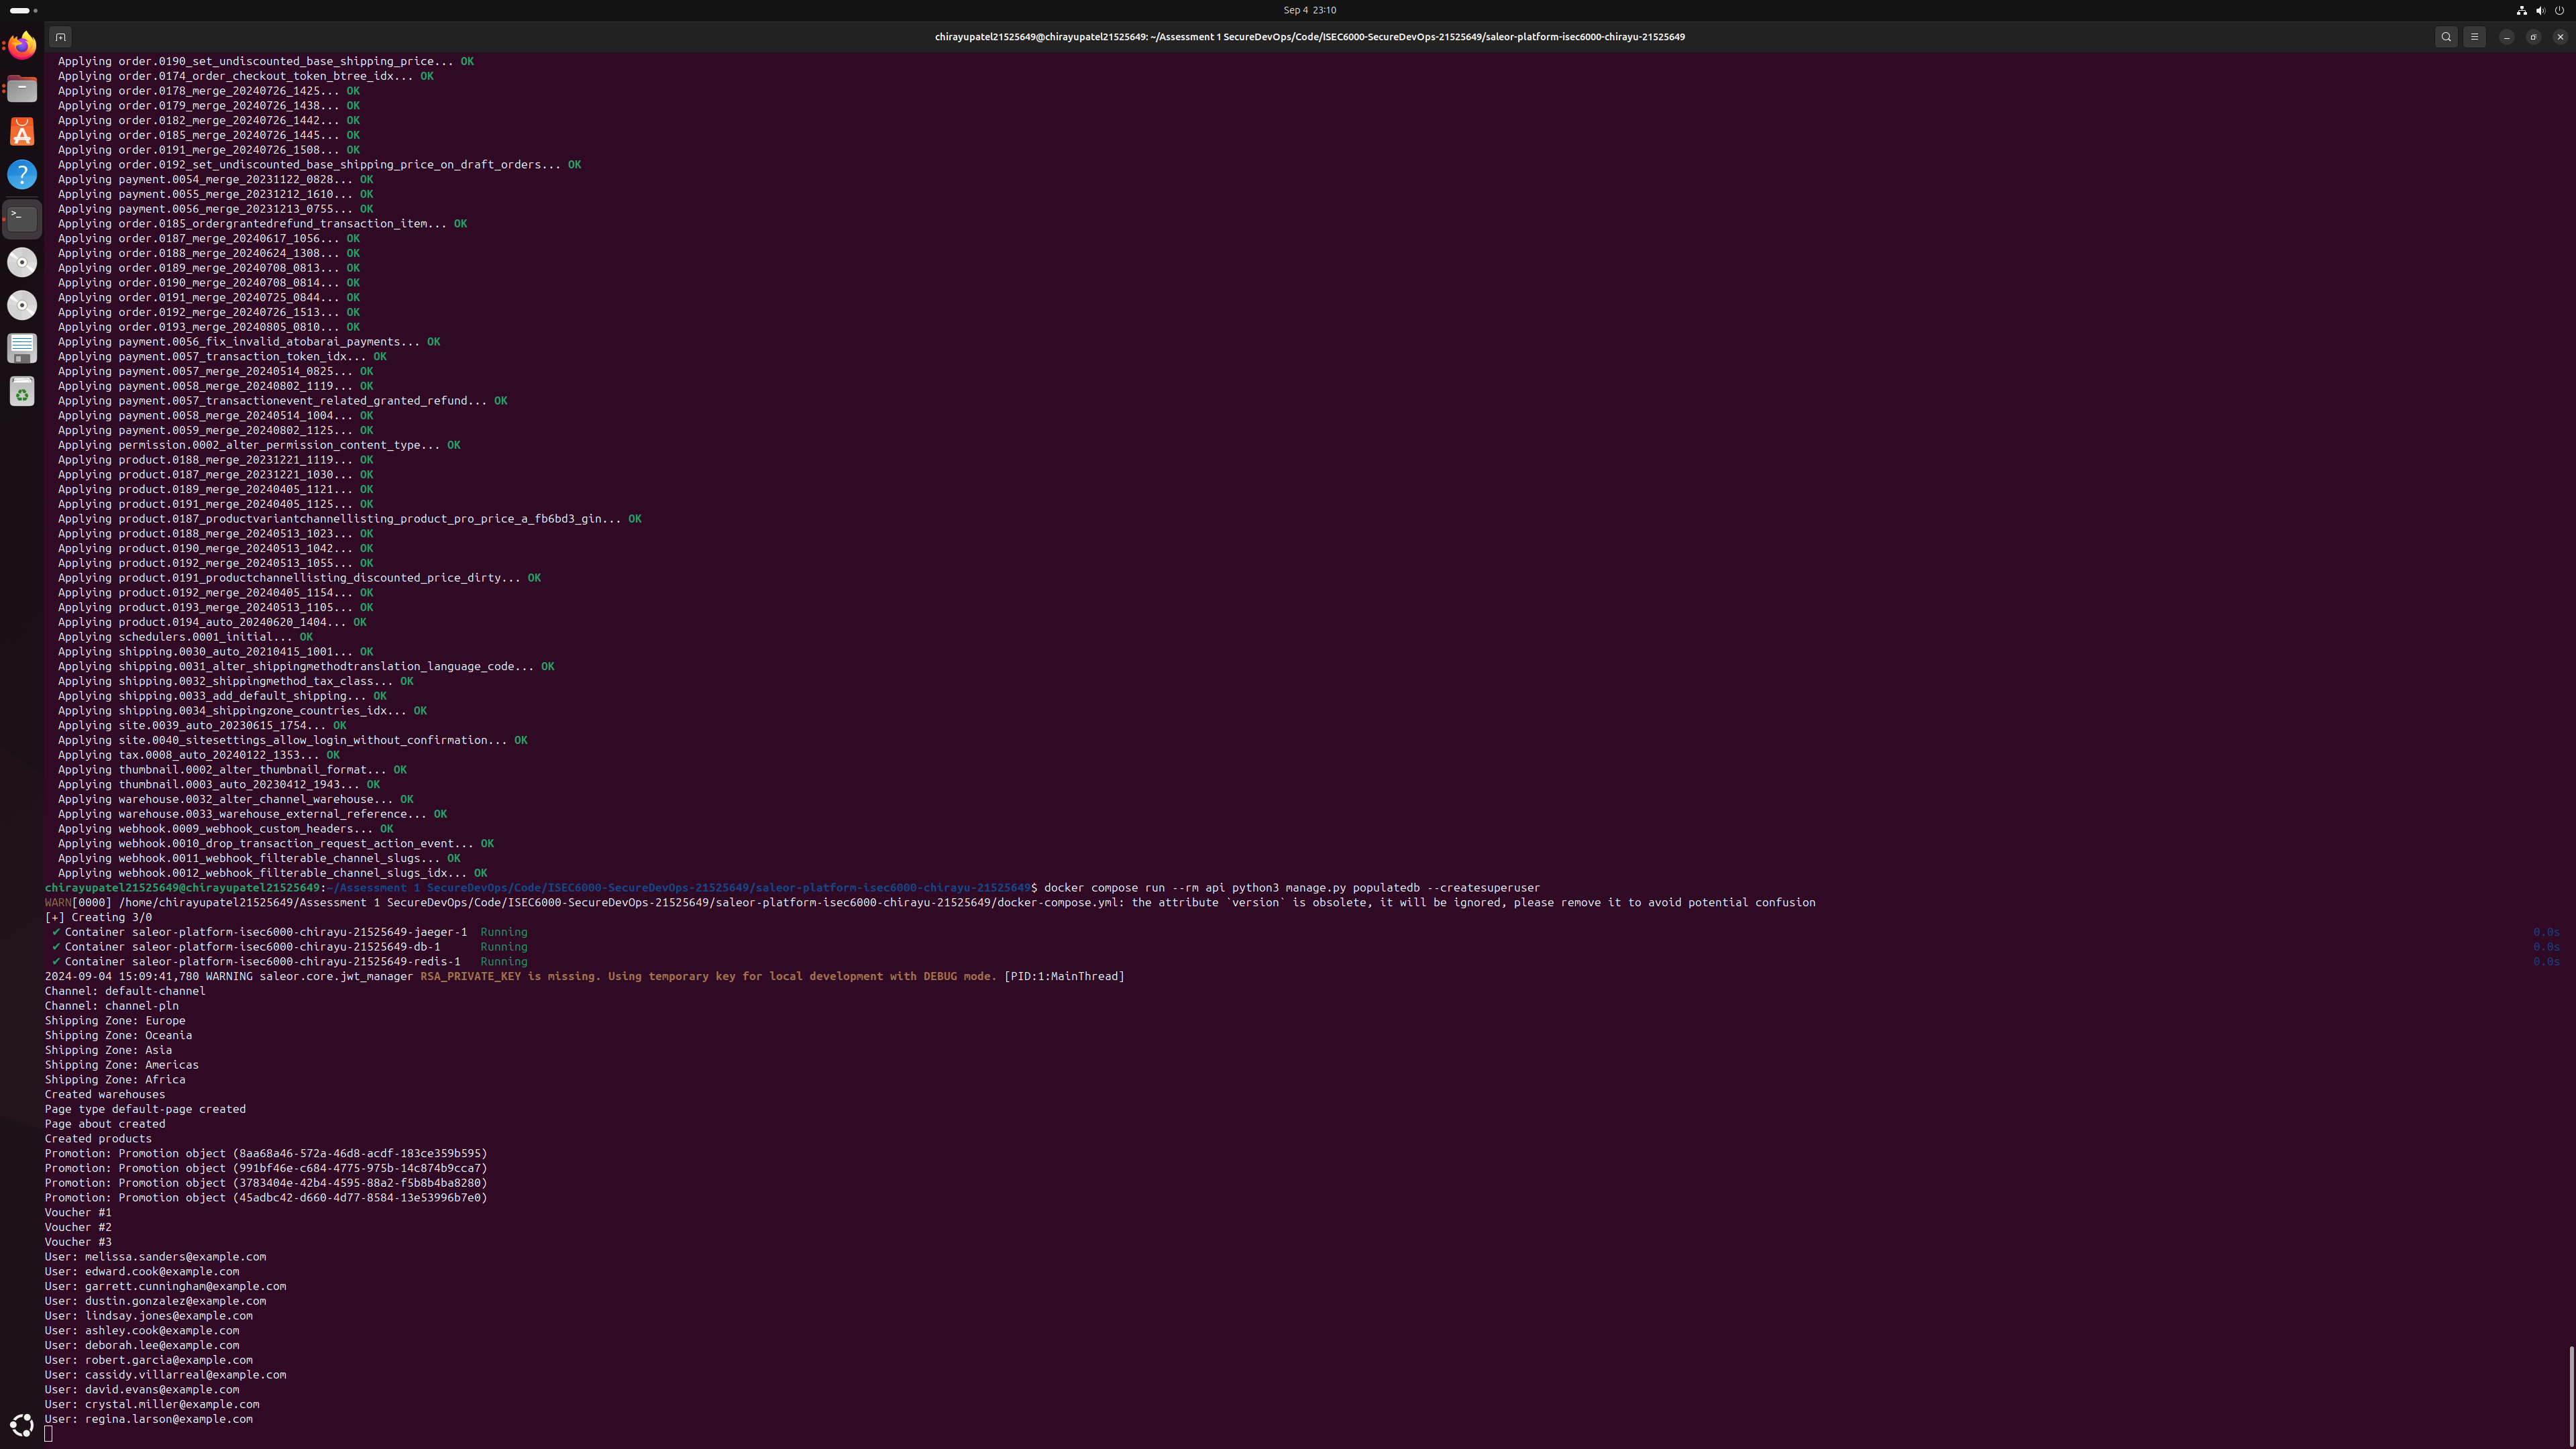 Sep 4 23:10
chirayupatel21525649@chirayupatel21525649: ~/Assessment 1 SecureDevOps/Code/ISEC6000-SecureDevOps-21525649/saleor-platform-isec6000-chirayu-21525649
Applying order.0190_set_undiscounted_base_shipping_price... OK
Applying order.0174_order_checkout_token_btree_idx... OK
Applying order.0178_merge_20240726_1425... OK
Applying order.0179_merge_20240726_1438... OK
Applying order.0182_merge_20240726_1442... OK
Applying order.0185_merge_20240726_1445... OK
Applying order.0191_merge_20240726_1508... OK
Applying order.0192_set_undiscounted_base_shipping_price_on_draft_orders... OK
Applying payment.0054_merge_20231122_0828... OK
Applying payment.0055_merge_20231212_1610... OK
Applying payment.0056_merge_20231213_0755... OK
Applying order.0185_ordergrantedrefund_transaction_item... OK
Applying order.0187_merge_20240617_1056... OK
Applying order.0188_merge_20240624_1308... OK
Applying order.0189_merge_20240708_0813... OK
Applying order.0190_merge_20240708_0814... OK
Applying order.0191_merge_20240725_0844... OK
Applying order.0192_merge_20240726_1513... OK
Applying order.0193_merge_20240805_0810... OK
Applying payment.0056_fix_invalid_atobarai_payments... OK
Applying payment.0057_transaction_token_idx... OK
Applying payment.0057_merge_20240514_0825... OK
Applying payment.0058_merge_20240802_1119... OK
Applying payment.0057_transactionevent_related_granted_refund... OK
Applying payment.0058_merge_20240514_1004... OK
Applying payment.0059_merge_20240802_1125... OK
Applying permission.0002_alter_permission_content_type... OK
Applying product.0188_merge_20231221_1119... OK
Applying product.0187_merge_20231221_1030... OK
Applying product.0189_merge_20240405_1121... OK
Applying product.0191_merge_20240405_1125... OK
Applying product.0187_productvariantchannellisting_product_pro_price_a_fb6bd3_gin... OK
Applying product.0188_merge_20240513_1023... OK
Applying product.0190_merge_20240513_1042... OK
Applying product.0192_merge_20240513_1055... OK
Applying product.0191_productchannellisting_discounted_price_dirty... OK
Applying product.0192_merge_20240405_1154... OK
Applying product.0193_merge_20240513_1105... OK
Applying product.0194_auto_20240620_1404... OK
Applying schedulers.0001_initial... OK
Applying shipping.0030_auto_20210415_1001... OK
Applying shipping.0031_alter_shippingmethodtranslation_language_code... OK
Applying shipping.0032_shippingmethod_tax_class... OK
Applying shipping.0033_add_default_shipping... OK
Applying shipping.0034_shippingzone_countries_idx... OK
Applying site.0039_auto_20230615_1754... OK
Applying site.0040_sitesettings_allow_login_without_confirmation... OK
Applying tax.0008_auto_20240122_1353... OK
Applying thumbnail.0002_alter_thumbnail_format... OK
Applying thumbnail.0003_auto_20230412_1943... OK
Applying warehouse.0032_alter_channel_warehouse... OK
Applying warehouse.0033_warehouse_external_reference... OK
Applying webhook.0009_webhook_custom_headers... OK
Applying webhook.0010_drop_transaction_request_action_event... OK
Applying webhook.0011_webhook_filterable_channel_slugs... OK
Applying webhook.0012_webhook_filterable_channel_slugs_idx... OK
chirayupatel21525649@chirayupatel21525649:~/Assessment 1 SecureDevOps/Code/ISEC6000-SecureDevOps-21525649/saleor-platform-isec6000-chirayu-21525649$ docker compose run --rm api python3 manage.py populatedb --createsuperuser
WARN[0000] /home/chirayupatel21525649/Assessment 1 SecureDevOps/Code/ISEC6000-SecureDevOps-21525649/saleor-platform-isec6000-chirayu-21525649/docker-compose.yml: the attribute `version` is obsolete, it will be ignored, please remove it to avoid potential confusion
[+] Creating 3/0
✔ Container saleor-platform-isec6000-chirayu-21525649-jaeger-1 Running 0.0s
✔ Container saleor-platform-isec6000-chirayu-21525649-db-1 Running 0.0s
✔ Container saleor-platform-isec6000-chirayu-21525649-redis-1 Running 0.0s
2024-09-04 15:09:41,780 WARNING saleor.core.jwt_manager RSA_PRIVATE_KEY is missing. Using temporary key for local development with DEBUG mode. [PID:1:MainThread]
Channel: default-channel
Channel: channel-pln
Shipping Zone: Europe
Shipping Zone: Oceania
Shipping Zone: Asia
Shipping Zone: Americas
Shipping Zone: Africa
Created warehouses
Page type default-page created
Page about created
Created products
Promotion: Promotion object (8aa68a46-572a-46d8-acdf-183ce359b595)
Promotion: Promotion object (991bf46e-c684-4775-975b-14c874b9cca7)
Promotion: Promotion object (3783404e-42b4-4595-88a2-f5b8b4ba8280)
Promotion: Promotion object (45adbc42-d660-4d77-8584-13e53996b7e0)
Voucher #1
Voucher #2
Voucher #3
User: melissa.sanders@example.com
User: edward.cook@example.com
User: garrett.cunningham@example.com
User: dustin.gonzalez@example.com
User: lindsay.jones@example.com
User: ashley.cook@example.com
User: deborah.lee@example.com
User: robert.garcia@example.com
User: cassidy.villarreal@example.com
User: david.evans@example.com
User: crystal.miller@example.com
User: regina.larson@example.com